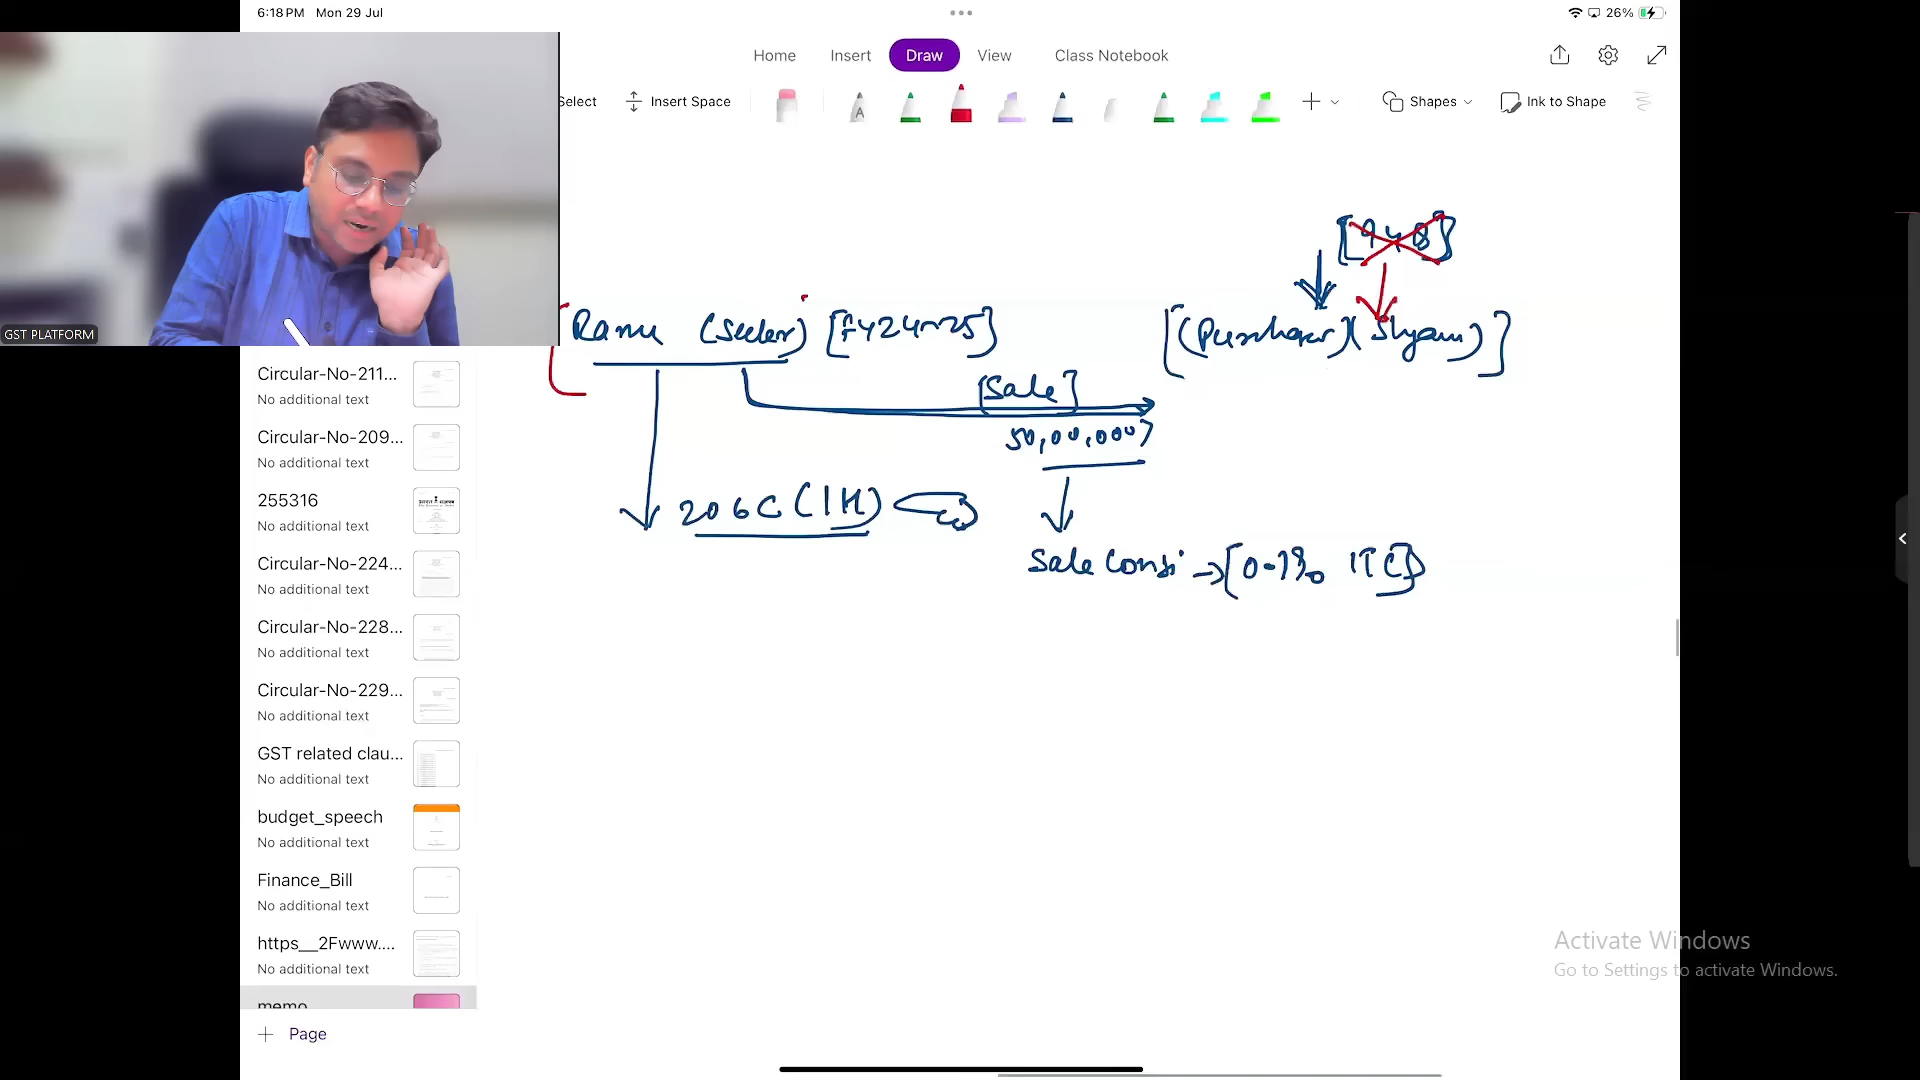 6:18 PM Mon 29 Jul
26%
Home Insert Draw View Class Notebook
Select Insert Space Shapes Ink to Shape
A
[94Q]
Ramu (Seller) [FY24-25] [(Purchaser)(Shyam)]
GST PLATFORM
[Sale]
50,00,000
206C(1H)
Sale Consi → [0.1%
Circular-No-211...
No additional text
Circular-No-209...
No additional text
255316
No additional text
Circular-No-224...
No additional text
Circular-No-228...
No additional text
Circular-No-229...
No additional text
GST related clau...
No additional text
budget_speech
No additional text
Finance_Bill
No additional text
https__2Fwww....
No additional text
memo
Page
Activate Windows
Go to Settings to activate Windows.